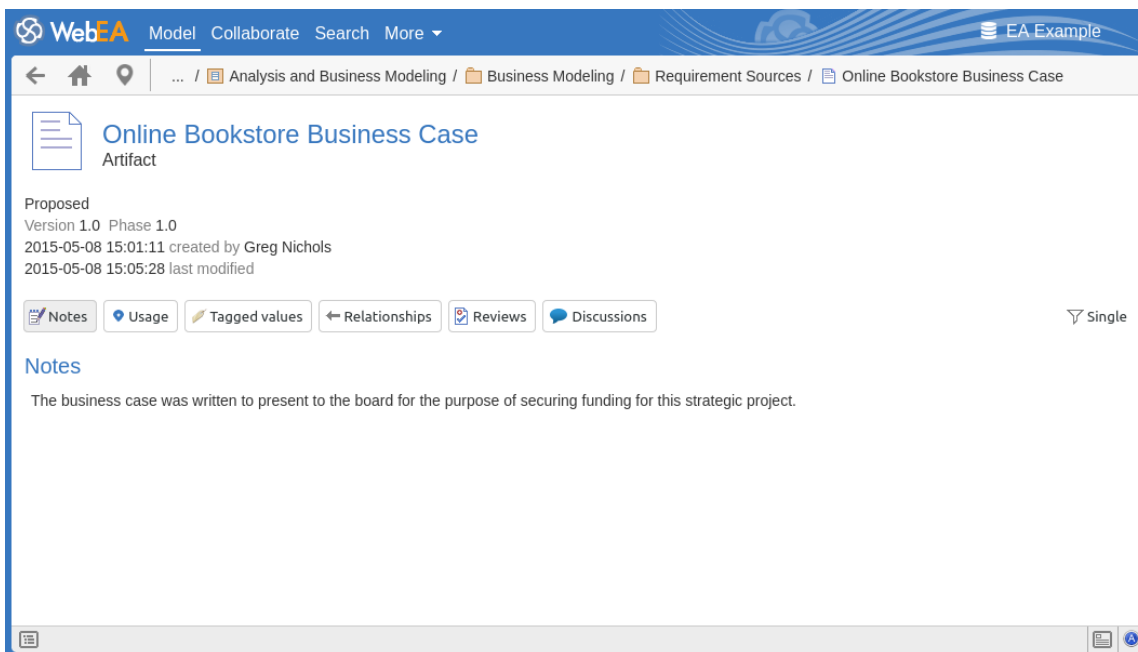 WebEA Model Collaborate Search More EA Example
... / Analysis and Business Modeling / Business Modeling / Requirement Sources / Online Bookstore Business Case
Online Bookstore Business Case
Artifact
Proposed
Version 1.0 Phase 1.0
2015-05-08 15:01:11 created by Greg Nichols
2015-05-08 15:05:28 last modified
Notes Usage Tagged values Relationships Reviews Discussions Single
Notes
The business case was written to present to the board for the purpose of securing funding for this strategic project.
A